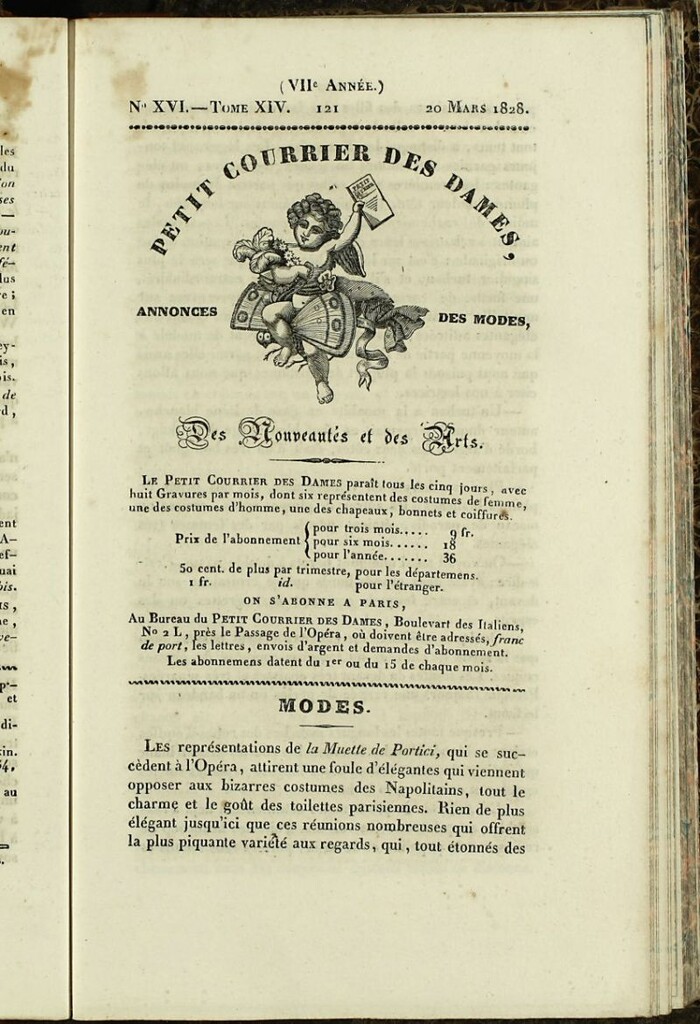 (VIIe Année.)
No XVI.—Tome XIV. 121 20 Mars 1828.
PETIT COURRIER DES DAMES,
ANNONCES DES MODES,
Des Nouveautés et des Arts.
Le Petit Courrier des Dames paraît tous les cinq jours, avec
huit Gravures par mois, dont six représentent des costumes de femme,
une des costumes d'homme, une des chapeaux, bonnets et coiffures.
Prix de l'abonnement { pour trois mois..... 9 fr.
pour six mois...... 18
pour l'année....... 36
50 cent. de plus par trimestre, pour les départemens.
1 fr. id. pour l'étranger.
ON S'ABONNE A PARIS,
Au Bureau du Petit Courrier des Dames, Boulevart des Italiens,
No 2 L, près le Passage de l'Opéra, où doivent être adressés, franc
de port, les lettres, envois d'argent et demandes d'abonnement.
Les abonnemens datent du 1er ou du 15 de chaque mois.
MODES.
Les représentations de la Muette de Portici, qui se suc-
cèdent à l'Opéra, attirent une foule d'élégantes qui viennent
opposer aux bizarres costumes des Napolitains, tout le
charme et le goût des toilettes parisiennes. Rien de plus
élégant jusqu'ici que ces réunions nombreuses qui offrent
la plus piquante variété aux regards, qui, tout étonnés des